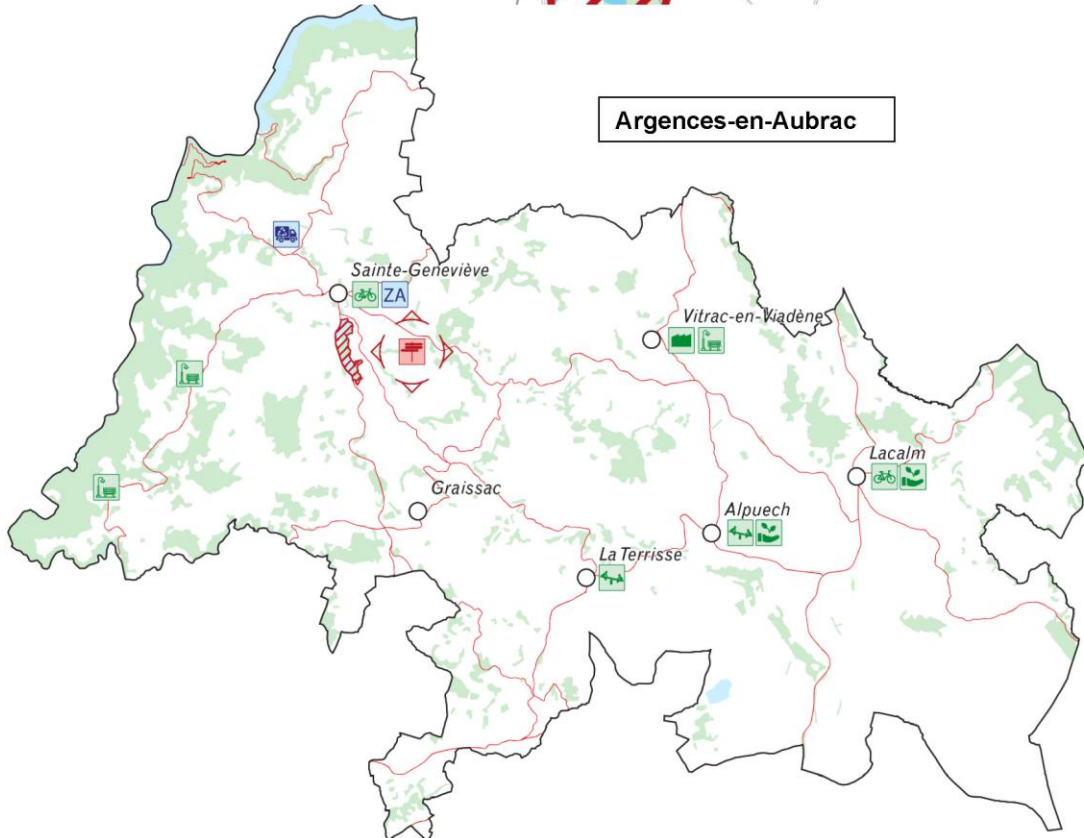 Argences-en-Aubrac
Sainte-Geneviève
ZA
Vitrac-en-Viadène
Lacalm
Graissac
Alpuech
La Terrisse